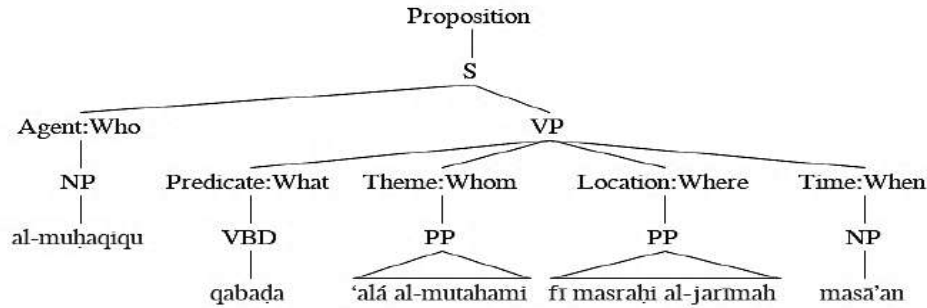 Proposition
S
Agent:Who VP
NP Predicate:What Theme:Whom Location:Where Time:When
al-muḥaqiqu VBD PP PP NP
qabaḍa ‘alá al-mutahami fī masraḥi al-jarīmah masā’an